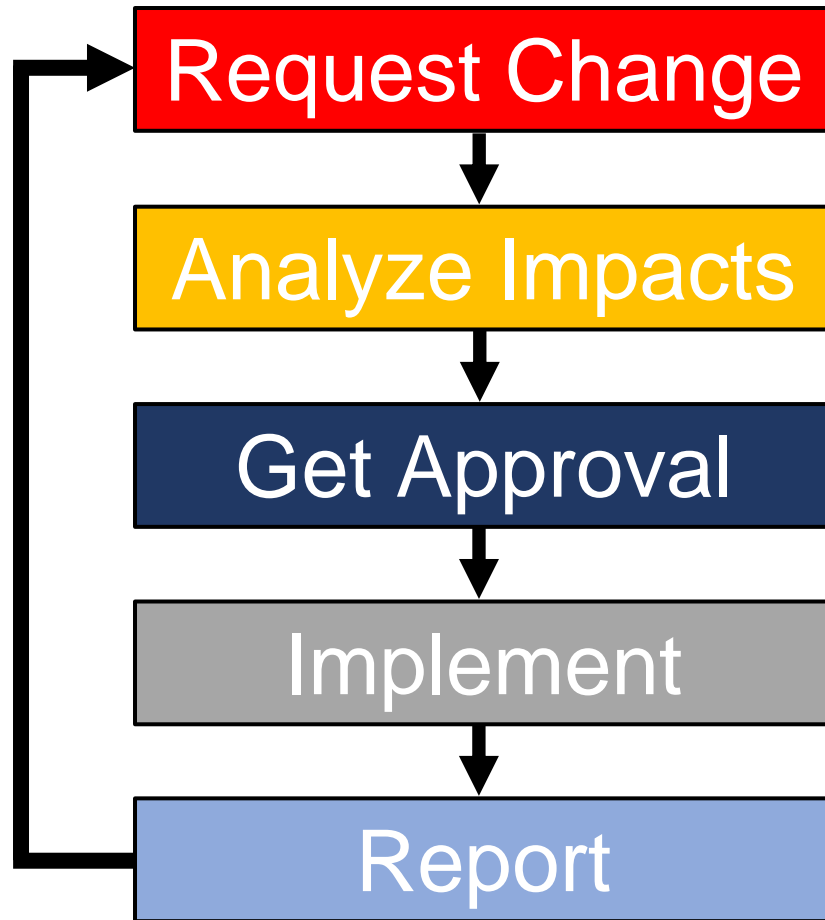 Request Change
Analyze Impacts
Get Approval
Implement
Report